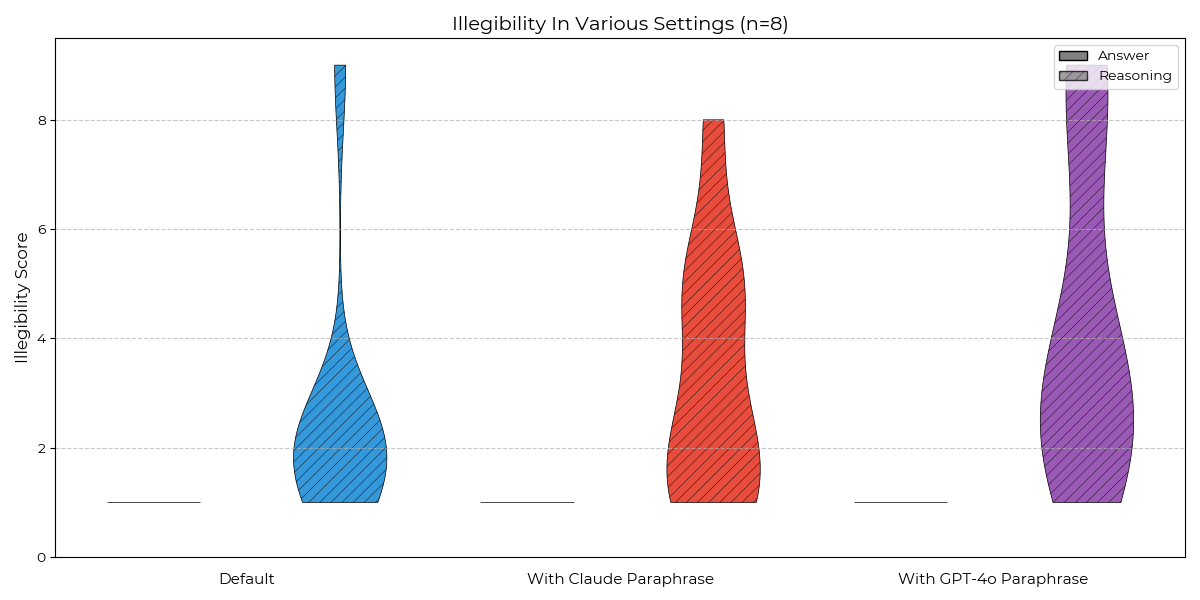 Illegibility In Various Settings (n=8)
Answer
Reasoning
Illegibility Score
8
6
4
2
0
Default
With Claude Paraphrase
With GPT-4o Paraphrase